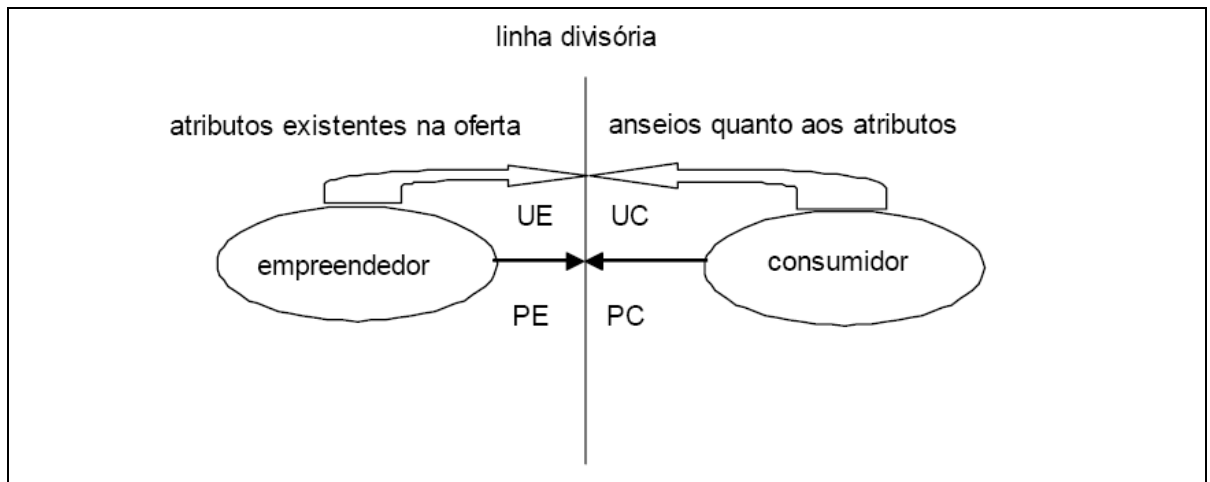 linha divisória
atributos existentes na oferta
anseios quanto aos atributos
UE
UC
empreendedor
consumidor
PE
PC